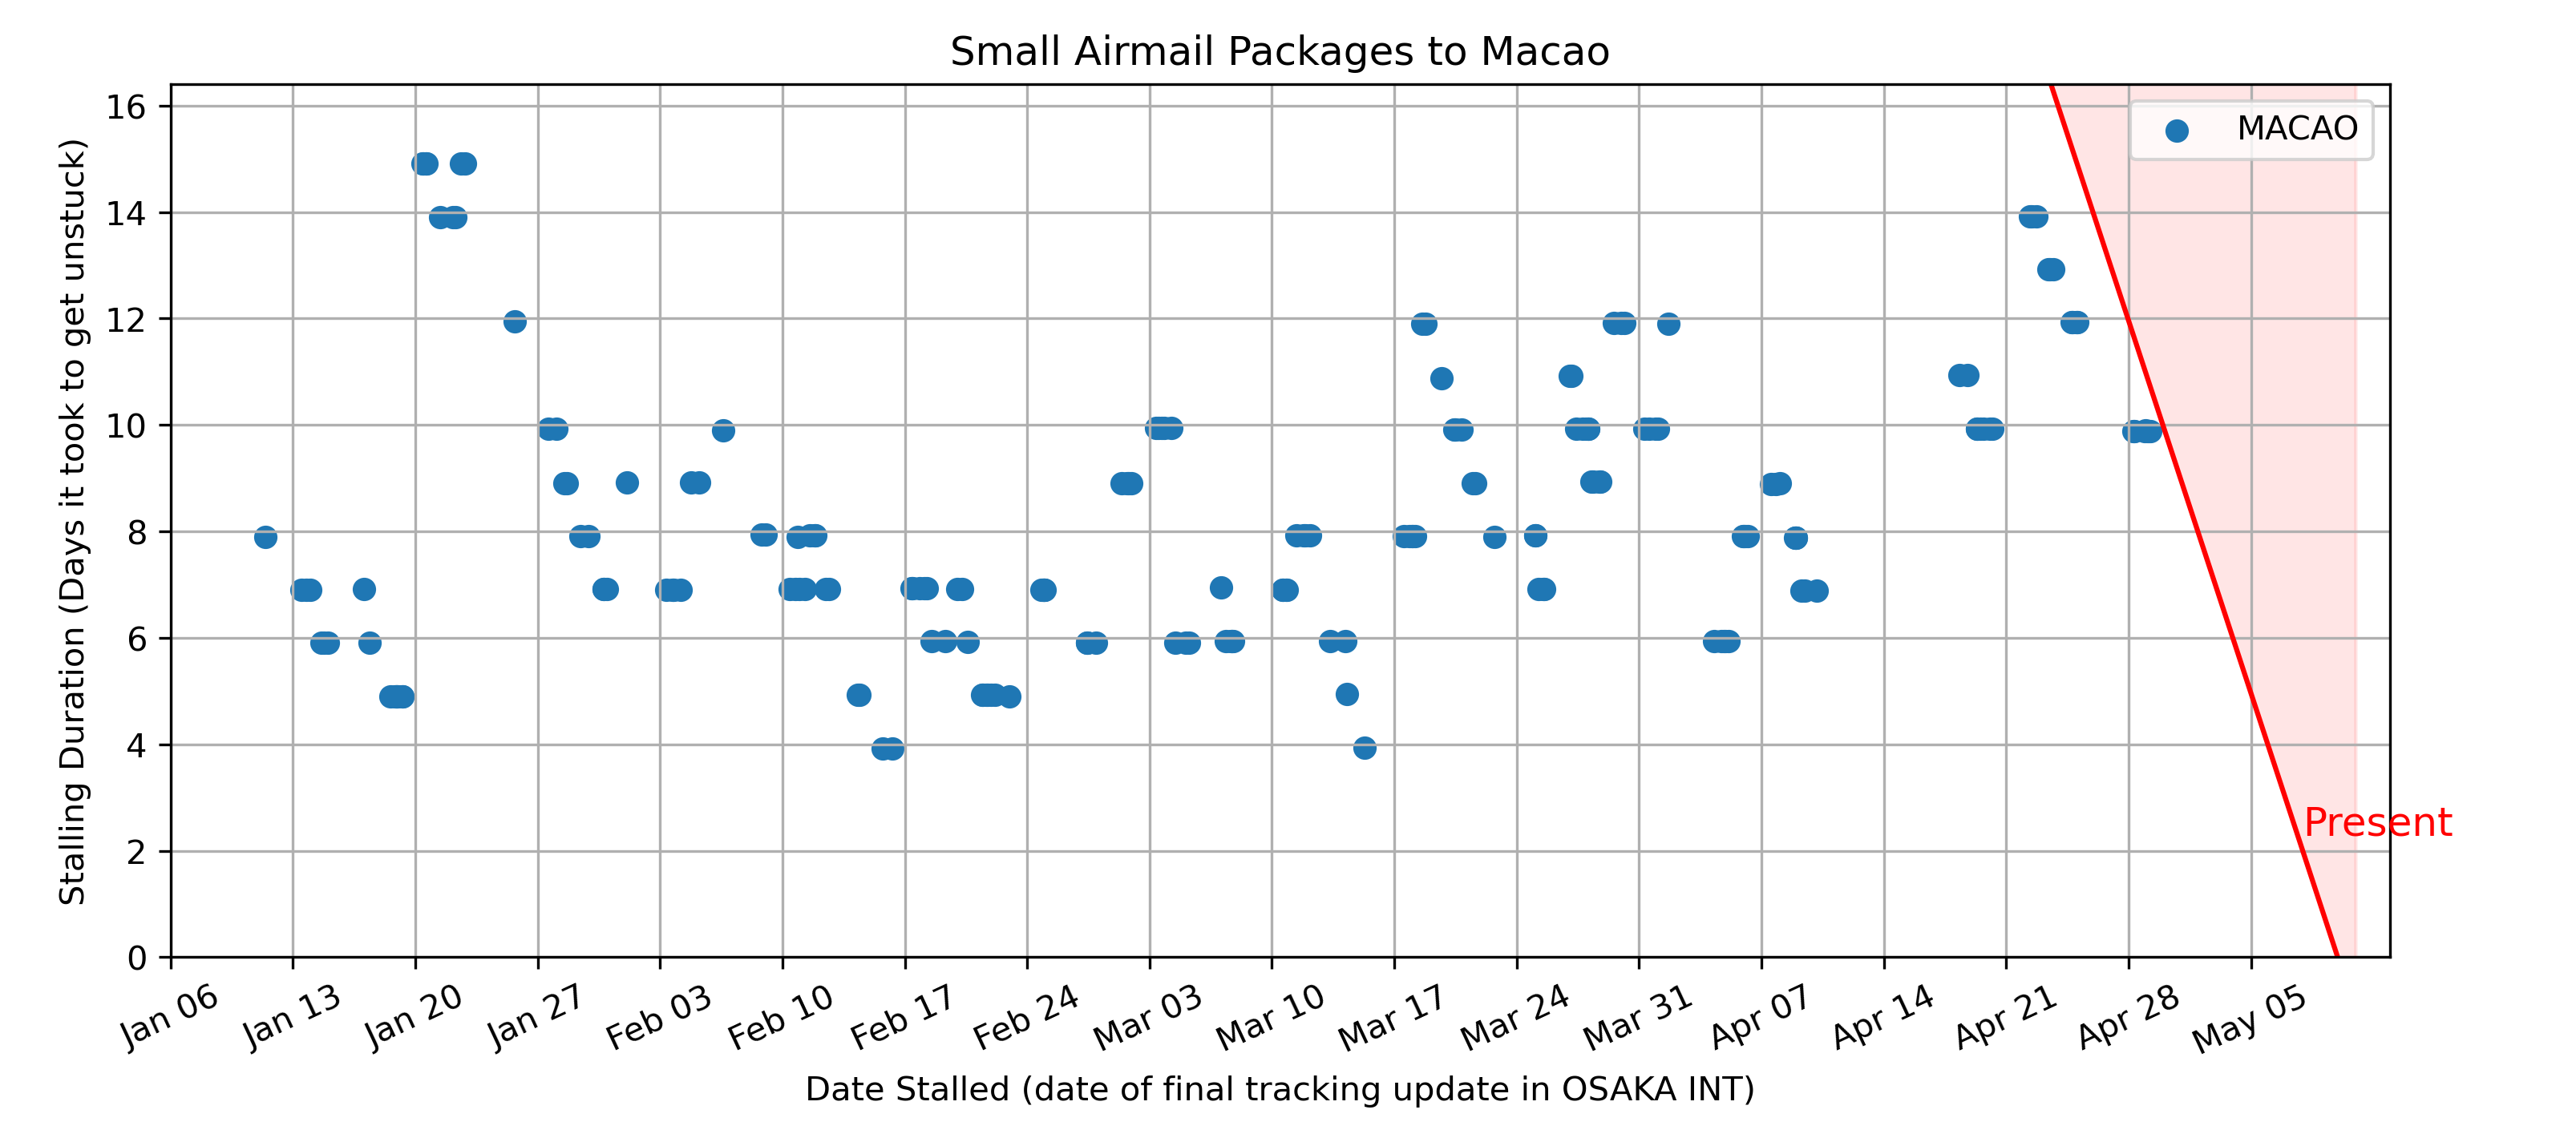 Small Airmail Packages to Macao
MACAO
Stalling Duration (Days it took to get unstuck)
16
14
12
10
8
6
4
2
0
Present
Jan 06
Jan 13
Jan 20
Jan 27
Feb 03
Feb 10
Feb 17
Feb 24
Mar 03
Mar 10
Mar 17
Mar 24
Mar 31
Apr 07
Apr 14
Apr 21
Apr 28
May 05
Date Stalled (date of final tracking update in OSAKA INT)